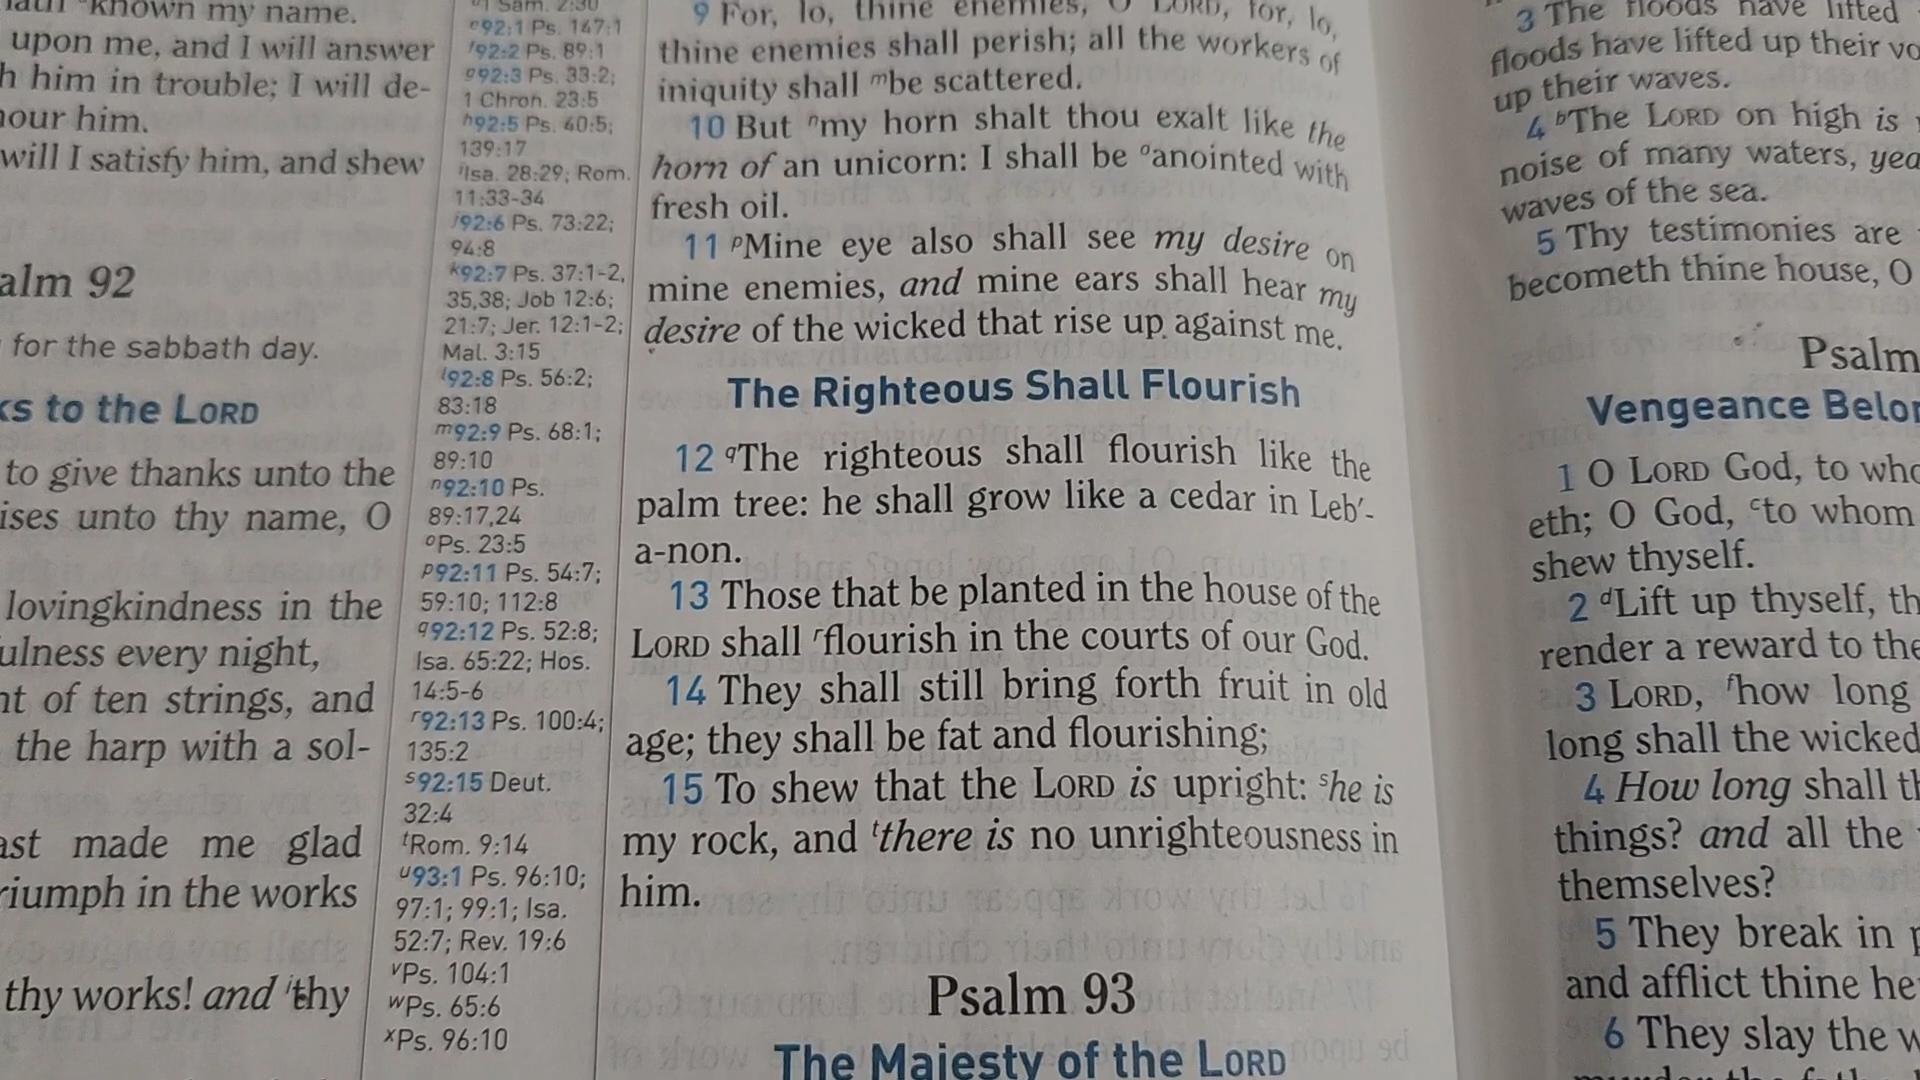 known my name.
upon me, and I will answer
h him in trouble; I will de-
nour him.
will I satisfy him, and shew
alm 92
for the sabbath day.
ks to the LORD
to give thanks unto the
ises unto thy name, O
lovingkindness in the
ulness every night,
nt of ten strings, and
the harp with a sol-
ast made me glad
riumph in the works
thy works! and ithy
1 Sam. 2:30
e92:1 Ps. 147:1
f92:2 Ps. 89:1
g92:3 Ps. 33:2;
1 Chron. 23:5
h92:5 Ps. 40:5;
139:17
iIsa. 28:29; Rom.
11:33-34
j92:6 Ps. 73:22;
94:8
k92:7 Ps. 37:1-2,
35,38; Job 12:6;
21:7; Jer. 12:1-2;
Mal. 3:15
l92:8 Ps. 56:2;
83:18
m92:9 Ps. 68:1;
89:10
n92:10 Ps.
89:17,24
oPs. 23:5
p92:11 Ps. 54:7;
59:10; 112:8
q92:12 Ps. 52:8;
Isa. 65:22; Hos.
14:5-6
r92:13 Ps. 100:4;
135:2
s92:15 Deut.
32:4
tRom. 9:14
u93:1 Ps. 96:10;
97:1; 99:1; Isa.
52:7; Rev. 19:6
vPs. 104:1
wPs. 65:6
xPs. 96:10
9 For, lo, thine enemies, O LORD, for, lo,
thine enemies shall perish; all the workers of
iniquity shall mbe scattered.
10 But nmy horn shalt thou exalt like the
horn of an unicorn: I shall be oanointed with
fresh oil.
11 pMine eye also shall see my desire on
mine enemies, and mine ears shall hear my
desire of the wicked that rise up against me.
The Righteous Shall Flourish
12 qThe righteous shall flourish like the
palm tree: he shall grow like a cedar in Leb′-
a-non.
13 Those that be planted in the house of the
LORD shall rflourish in the courts of our God.
14 They shall still bring forth fruit in old
age; they shall be fat and flourishing;
15 To shew that the LORD is upright: she is
my rock, and tthere is no unrighteousness in
him.
Psalm 93
The Majesty of the LORD
3 The floods have lifted
floods have lifted up their vo
up their waves.
4 bThe LORD on high is
noise of many waters, yea
waves of the sea.
5 Thy testimonies are
becometh thine house, O
Psalm
Vengeance Belon
1 O LORD God, to who
eth; O God, cto whom
shew thyself.
2 dLift up thyself, th
render a reward to the
3 LORD, fhow long
long shall the wicked
4 How long shall th
things? and all the
themselves?
5 They break in p
and afflict thine he
6 They slay the w